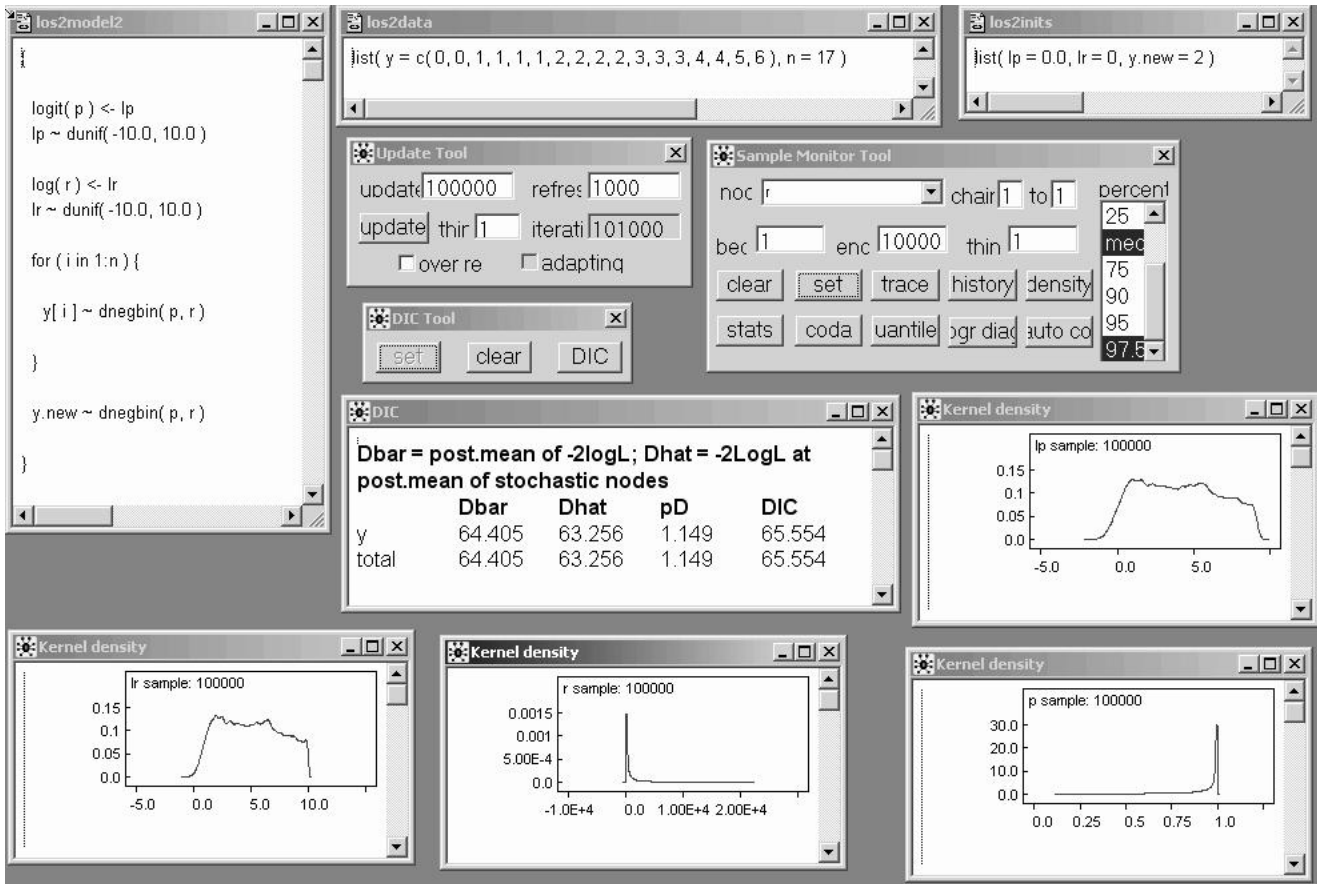 los2model2
{
logit( p ) <- lp
lp ~ dunif( -10.0, 10.0 )
log( r ) <- lr
lr ~ dunif( -10.0, 10.0 )
for ( i in 1:n ) {
y[ i ] ~ dnegbin( p, r )
}
y.new ~ dnegbin( p, r )
}
los2data
list( y = c( 0, 0, 1, 1, 1, 1, 2, 2, 2, 2, 3, 3, 3, 4, 4, 5, 6 ), n = 17 )
los2inits
list( lp = 0.0, lr = 0, y.new = 2 )
Update Tool
update 100000 refres 1000
update thin 1 iterati 101000
over re adapting
Sample Monitor Tool
noc r chair 1 to 1 percent
bec 1 enc 10000 thin 1
25
med
75
90
95
97.5
clear set trace history density
stats coda uantile ogr diag auto co
DIC Tool
set clear DIC
DIC
Dbar = post.mean of -2logL; Dhat = -2LogL at
post.mean of stochastic nodes
Dbar Dhat pD DIC
y 64.405 63.256 1.149 65.554
total 64.405 63.256 1.149 65.554
Kernel density
lp sample: 100000
0.15
0.1
0.05
0.0
-5.0 0.0 5.0
Kernel density
lr sample: 100000
0.15
0.1
0.05
0.0
-5.0 0.0 5.0 10.0
Kernel density
r sample: 100000
0.0015
0.001
5.00E-4
0.0
-1.0E+4 0.0 1.00E+4 2.00E+4
Kernel density
p sample: 100000
30.0
20.0
10.0
0.0
0.0 0.25 0.5 0.75 1.0